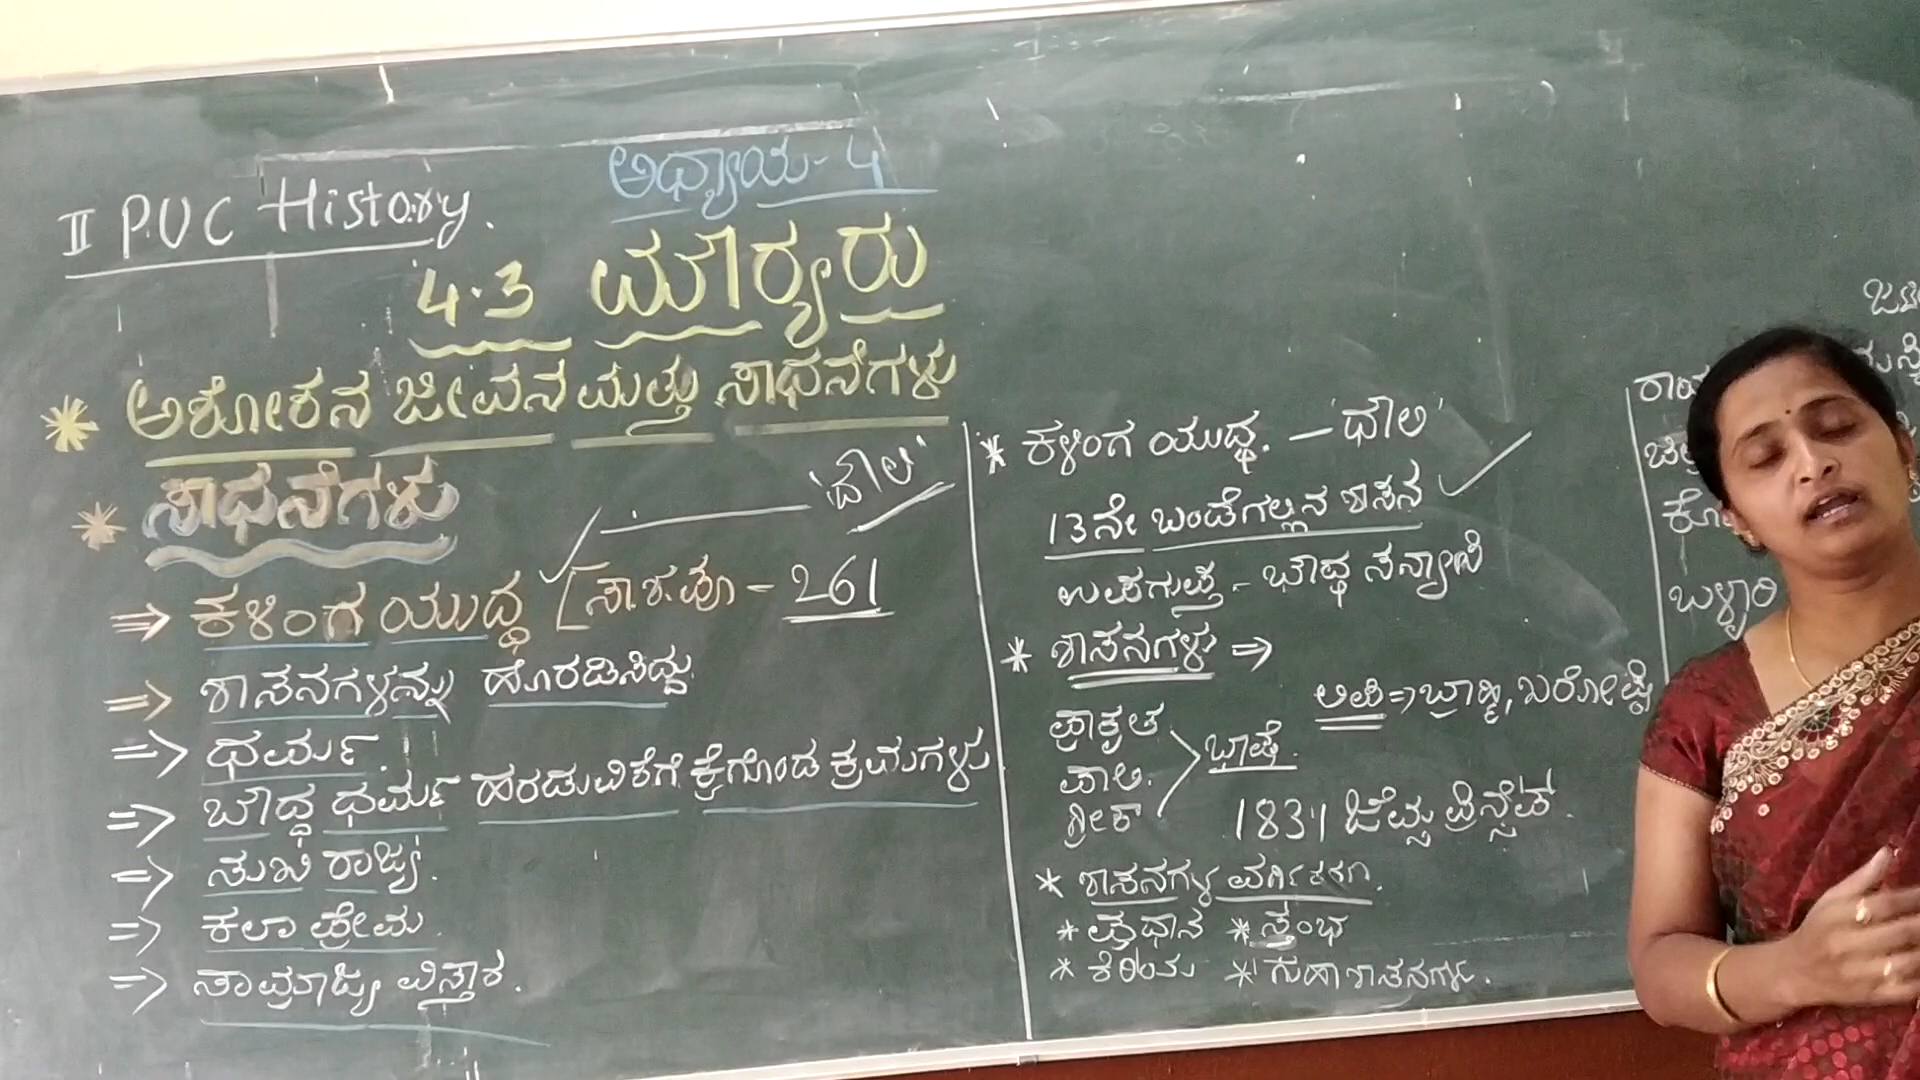 II PUC History.
ಅಧ್ಯಾಯ-4
4.3 ಮೌರ್ಯರು
* ಅಶೋಕನ ಜೀವನ ಮತ್ತು ಸಾಧನೆಗಳು
* ಸಾಧನೆಗಳು
'ದೌಲಿ'
⇒ ಕಳಿಂಗ ಯುದ್ಧ [ಸಾ.ಶ.ಪೂ - 261
⇒ ಶಾಸನಗಳನ್ನು ಹೊರಡಿಸಿದ್ದು
⇒ ಧರ್ಮ.
⇒ ಬೌದ್ಧ ಧರ್ಮ ಹರಡುವಿಕೆಗೆ ಕೈಗೊಂಡ ಕ್ರಮಗಳು
⇒ ಸುಖಿ ರಾಜ್ಯ.
⇒ ಕಲಾ ಪ್ರೇಮ.
⇒ ಸಾಮ್ರಾಜ್ಯ ವಿಸ್ತಾರ.
* ಕಳಿಂಗ ಯುದ್ಧ. - 'ಧೌಲಿ'
13ನೇ ಬಂಡೆಗಲ್ಲಿನ ಶಾಸನ
ಉಪಗುಪ್ತ - ಬೌದ್ಧ ಸನ್ಯಾಸಿ
* ಶಾಸನಗಳು ⇒
ಲಿಪಿ ⇒ ಬ್ರಾಹ್ಮಿ, ಖರೋಷ್ಠಿ
ಪ್ರಾಕೃತ
ಪಾಲಿ.
ಭಾಷೆ.
ಗ್ರೀಕ್
1837 ಜೇಮ್ಸ್ ಪ್ರಿನ್ಸೆಪ್.
* ಶಾಸನಗಳ ವರ್ಗೀಕರಣ.
* ಪ್ರಧಾನ * ಸ್ತಂಭ
* ಕಿರಿಯ * ಗುಹಾ ಶಾಸನಗಳು.
ಬಳ್ಳಾರಿ